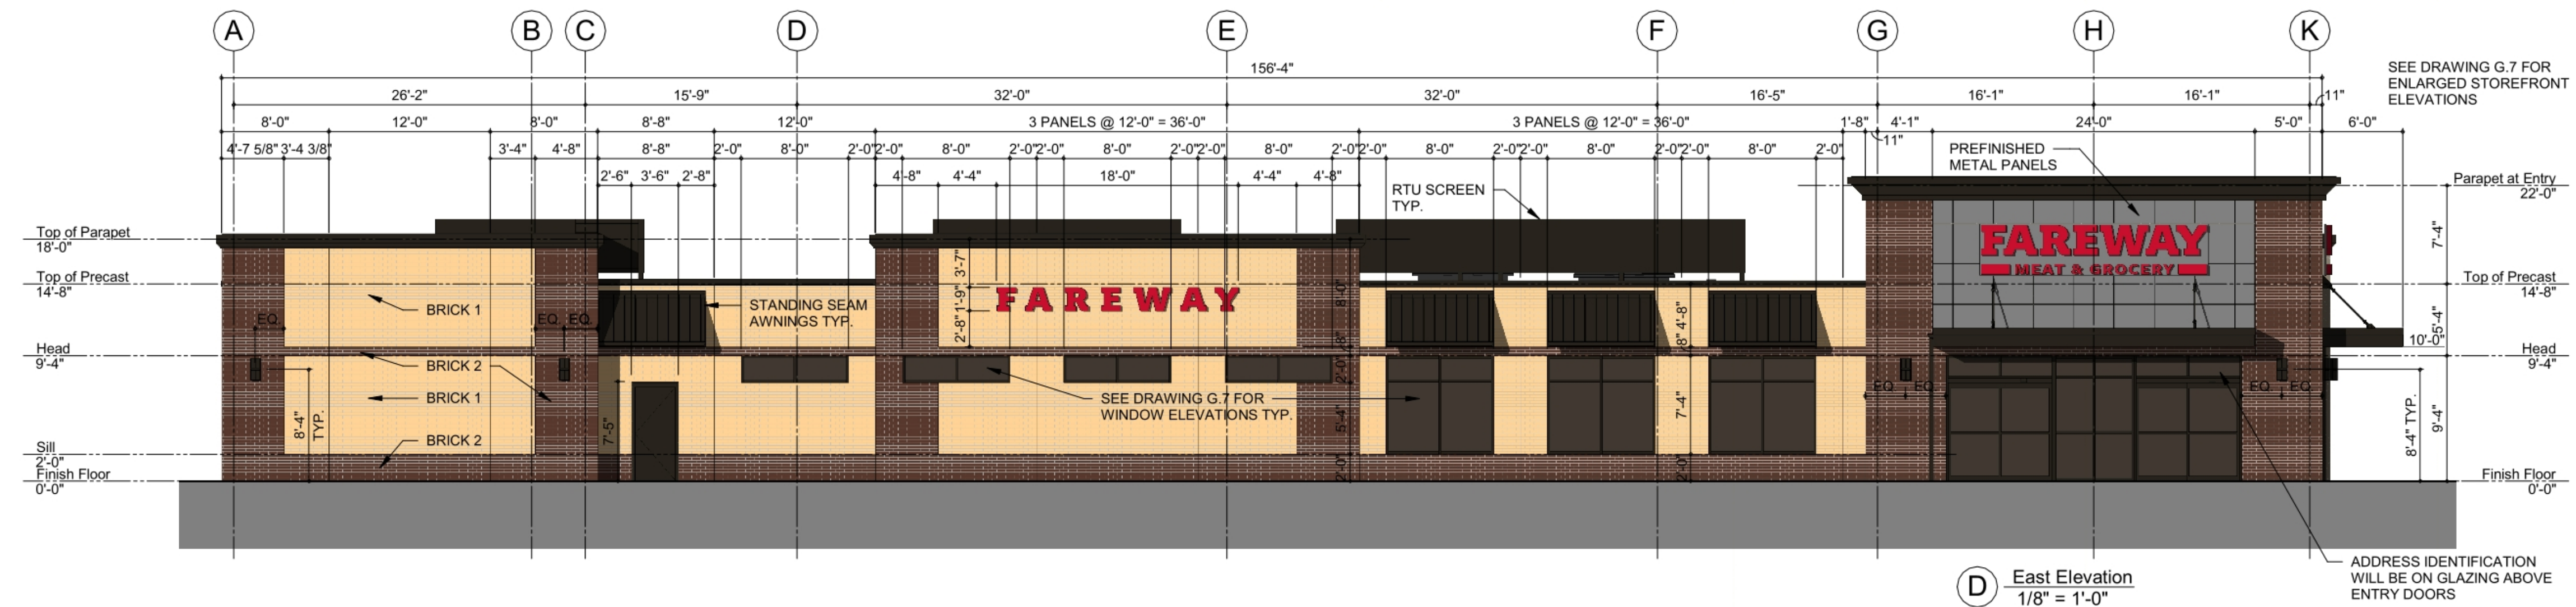 A B C D E F G H K
156'-4"
26'-2" 15'-9" 32'-0" 32'-0" 16'-5" 16'-1" 16'-1" 11"
8'-0" 12'-0" 8'-0" 8'-8" 12'-0" 3 PANELS @ 12'-0" = 36'-0" 3 PANELS @ 12'-0" = 36'-0" 1'-8" 11" 4'-1" 24'-0" 5'-0" 6'-0"
4'-7 5/8" 3'-4 3/8" 3'-4" 4'-8" 8'-8" 2'-0" 8'-0" 2'-0" 2'-0" 8'-0" 2'-0" 2'-0" 8'-0" 2'-0" 2'-0" 8'-0" 2'-0" 2'-0" 8'-0" 2'-0" 2'-0" 8'-0" 2'-0" 2'-0" 8'-0" 2'-0"
2'-6" 3'-6" 2'-8" 4'-8" 4'-4" 18'-0" 4'-4" 4'-8"
SEE DRAWING G.7 FOR
ENLARGED STOREFRONT
ELEVATIONS
PREFINISHED
METAL PANELS
RTU SCREEN
TYP.
Top of Parapet
18'-0"
Top of Precast
14'-8"
Head
9'-4"
Sill
2'-0"
Finish Floor
0'-0"
BRICK 1
BRICK 2
BRICK 1
BRICK 2
EQ.
EQ. EQ.
8'-4"
TYP.
7'-5"
STANDING SEAM
AWNINGS TYP.
3'-7"
1'-9"
2'-8"
FAREWAY
SEE DRAWING G.7 FOR
WINDOW ELEVATIONS TYP.
8'-0"
8"
2'-0"
5'-4"
2'-0"
4'-8"
8"
7'-4"
2'-0"
FAREWAY
MEAT & GROCERY
EQ. EQ.
EQ. EQ.
Parapet at Entry
22'-0"
7'-4"
Top of Precast
14'-8"
5'-4"
10'-0"
Head
9'-4"
8'-4" TYP.
9'-4"
Finish Floor
0'-0"
ADDRESS IDENTIFICATION
WILL BE ON GLAZING ABOVE
ENTRY DOORS
D East Elevation
1/8" = 1'-0"